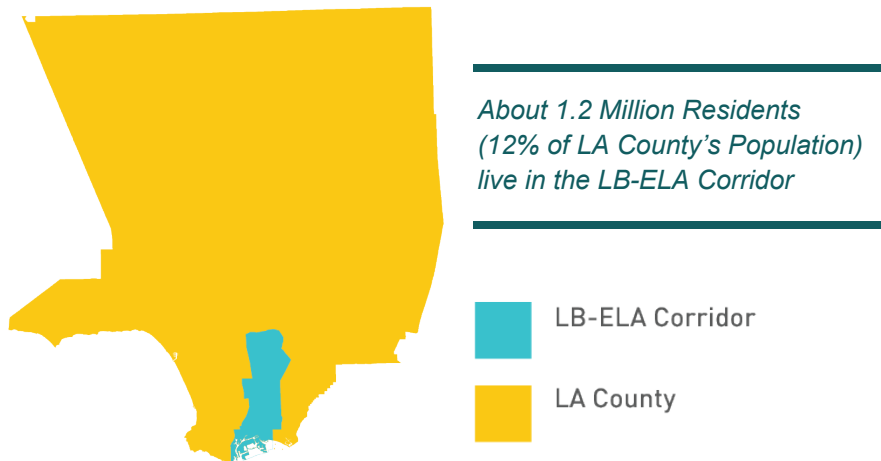 About 1.2 Million Residents
(12% of LA County's Population)
live in the LB-ELA Corridor
LB-ELA Corridor
LA County